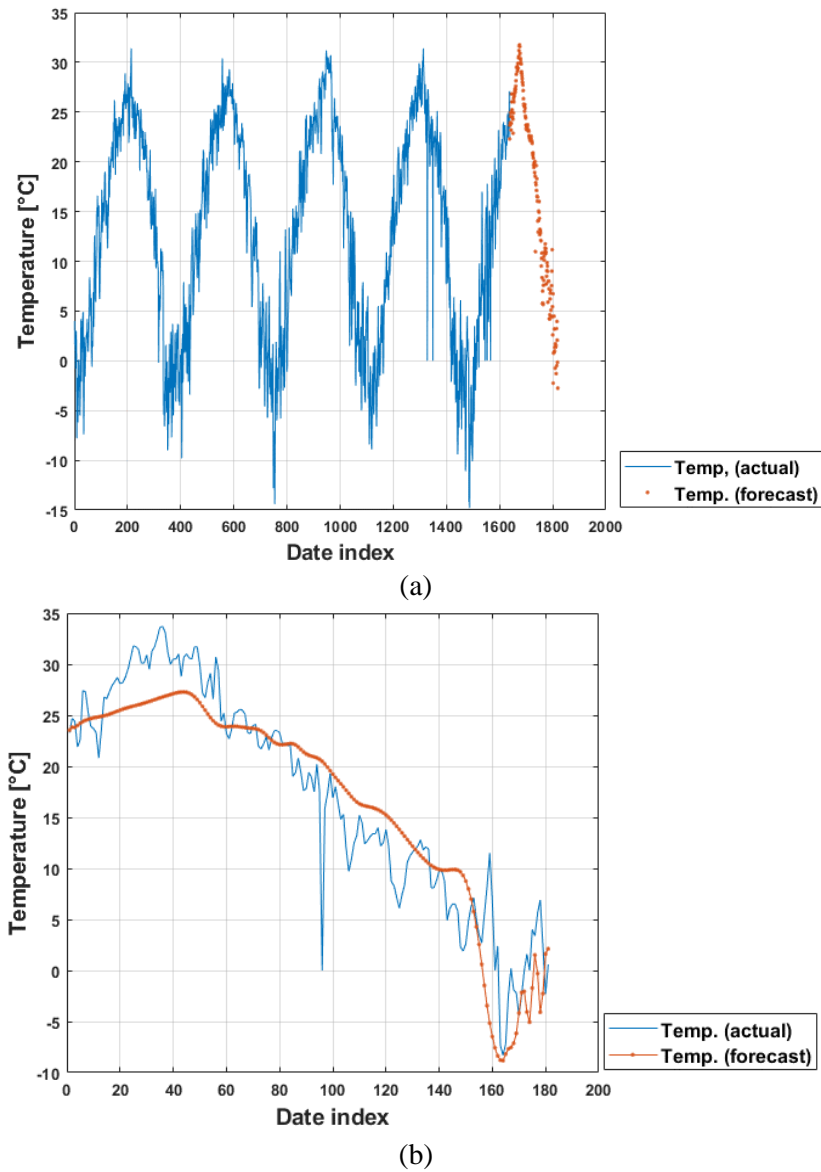 35
30
25
20
15
10
5
0
-5
-10
-15
Temperature [°C]
0 200 400 600 800 1000 1200 1400 1600 1800 2000
Date index
Temp, (actual)
Temp. (forecast)
(a)
35
30
25
20
15
10
5
0
-5
-10
Temperature [°C]
0 20 40 60 80 100 120 140 160 180 200
Date index
Temp. (actual)
Temp. (forecast)
(b)